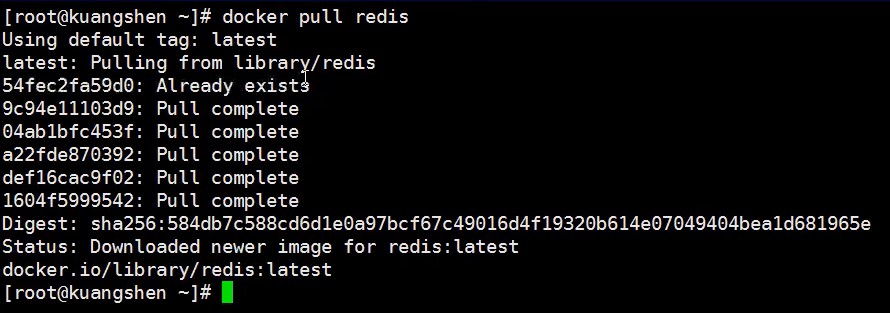 [root@kuangshen ~]# docker pull redis
Using default tag: latest
latest: Pulling from library/redis
54fec2fa59d0: Already exists
9c94e11103d9: Pull complete
04ab1bfc453f: Pull complete
a22fde870392: Pull complete
def16cac9f02: Pull complete
1604f5999542: Pull complete
Digest: sha256:584db7c588cd6d1e0a97bcf67c49016d4f19320b614e07049404bea1d681965e
Status: Downloaded newer image for redis:latest
docker.io/library/redis:latest
[root@kuangshen ~]#